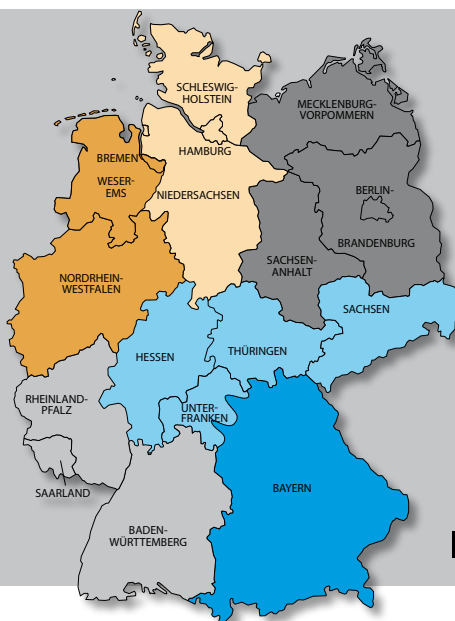 SCHLESWIG-
HOLSTEIN
MECKLENBURG-
VORPOMMERN
HAMBURG
BREMEN
WESER-
EMS
NIEDERSACHSEN
BERLIN-
BRANDENBURG
SACHSEN-
ANHALT
NORDRHEIN-
WESTFALEN
SACHSEN
HESSEN
THÜRINGEN
RHEINLAND-
PFALZ
UNTER-
FRANKEN
SAARLAND
BAYERN
BADEN-
WÜRTTEMBERG